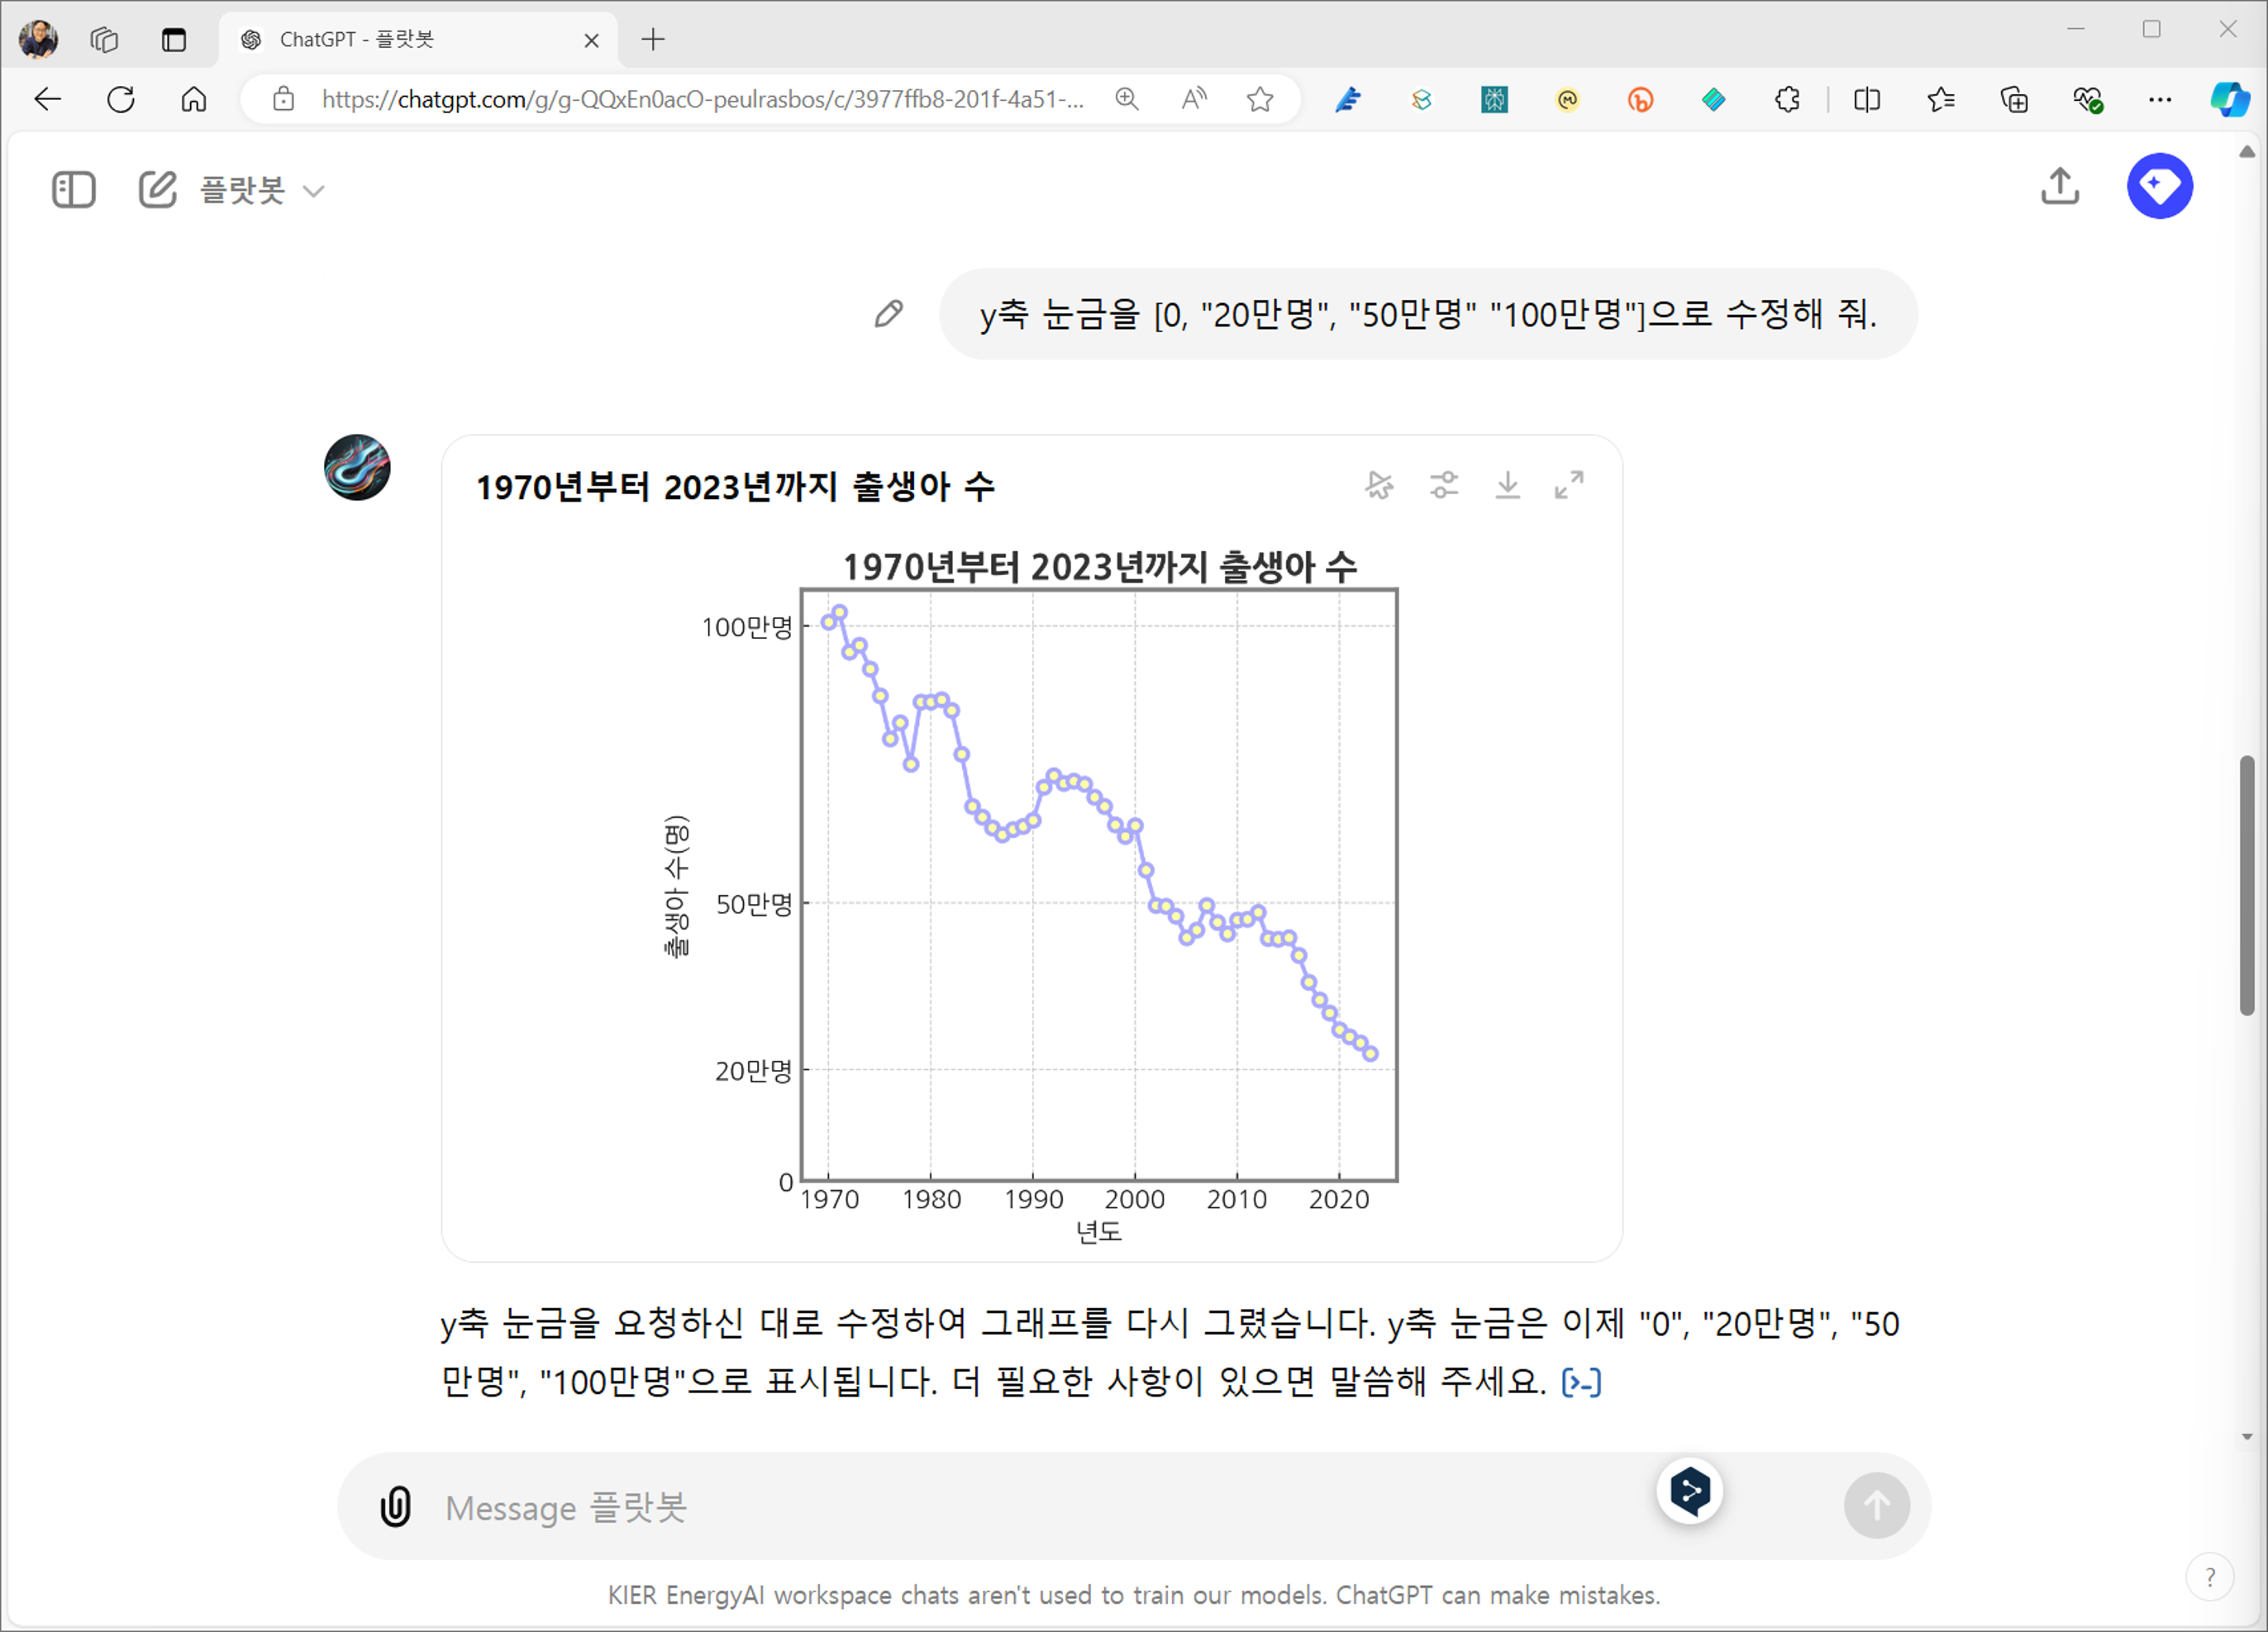 ChatGPT - 플랏봇
https://chatgpt.com/g/g-QQxEn0acO-peulrasbos/c/3977ffb8-201f-4a51-...
플랏봇
y축 눈금을 [0, "20만명", "50만명" "100만명"]으로 수정해 줘.
1970년부터 2023년까지 출생아 수
1970년부터 2023년까지 출생아 수
100만명
50만명
20만명
0
출생아 수(명)
1970 1980 1990 2000 2010 2020
년도
y축 눈금을 요청하신 대로 수정하여 그래프를 다시 그렸습니다. y축 눈금은 이제 "0", "20만명", "50
만명", "100만명"으로 표시됩니다. 더 필요한 사항이 있으면 말씀해 주세요. [>-]
Message 플랏봇
KIER EnergyAI workspace chats aren't used to train our models. ChatGPT can make mistakes.
?